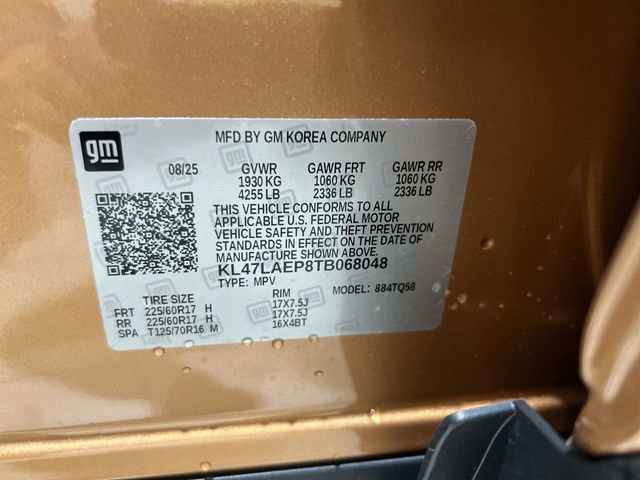 gm
MFD BY GM KOREA COMPANY
08/25 GVWR GAWR FRT GAWR RR
1930 KG 1060 KG 1060 KG
4255 LB 2336 LB 2336 LB
THIS VEHICLE CONFORMS TO ALL
APPLICABLE U.S. FEDERAL MOTOR
VEHICLE SAFETY AND THEFT PREVENTION
STANDARDS IN EFFECT ON THE DATE OF
MANUFACTURE SHOWN ABOVE.
KL47LAEP8TB068048
TYPE: MPV MODEL: 884TQ58
TIRE SIZE RIM
FRT 225/60R17 H 17X7.5J
RR 225/60R17 H 17X7.5J
SPA T125/70R16 M 16X4BT